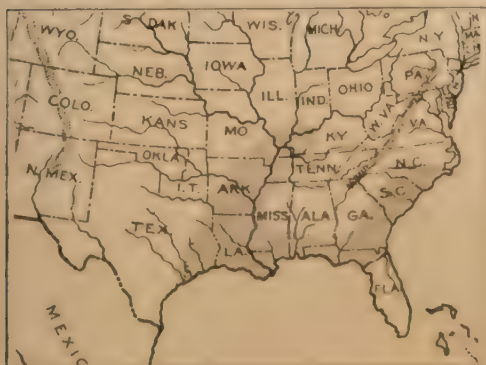 S. DAK. WIS. MICH. N.Y.
WYO.
NEB. IOWA PA.
ILL. IND. OHIO
COLO. W. VA.
KANS. MO. KY. VA.
OKLA. TENN. N.C.
N. MEX. I.T. ARK. S.C.
MISS. ALA. GA.
TEX. LA.
FLA.
MEXIC